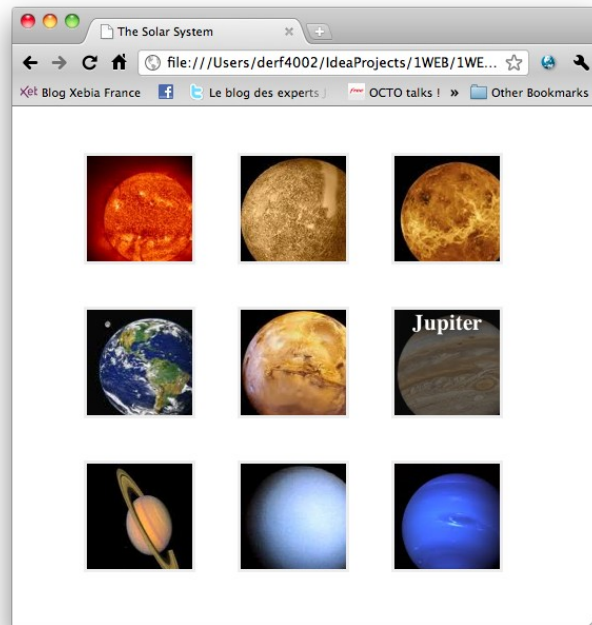 The Solar System
file:///Users/derf4002/IdeaProjects/1WEB/1WE...
Xet Blog Xebia France Le blog des experts J OCTO talks ! » Other Bookmarks
Jupiter